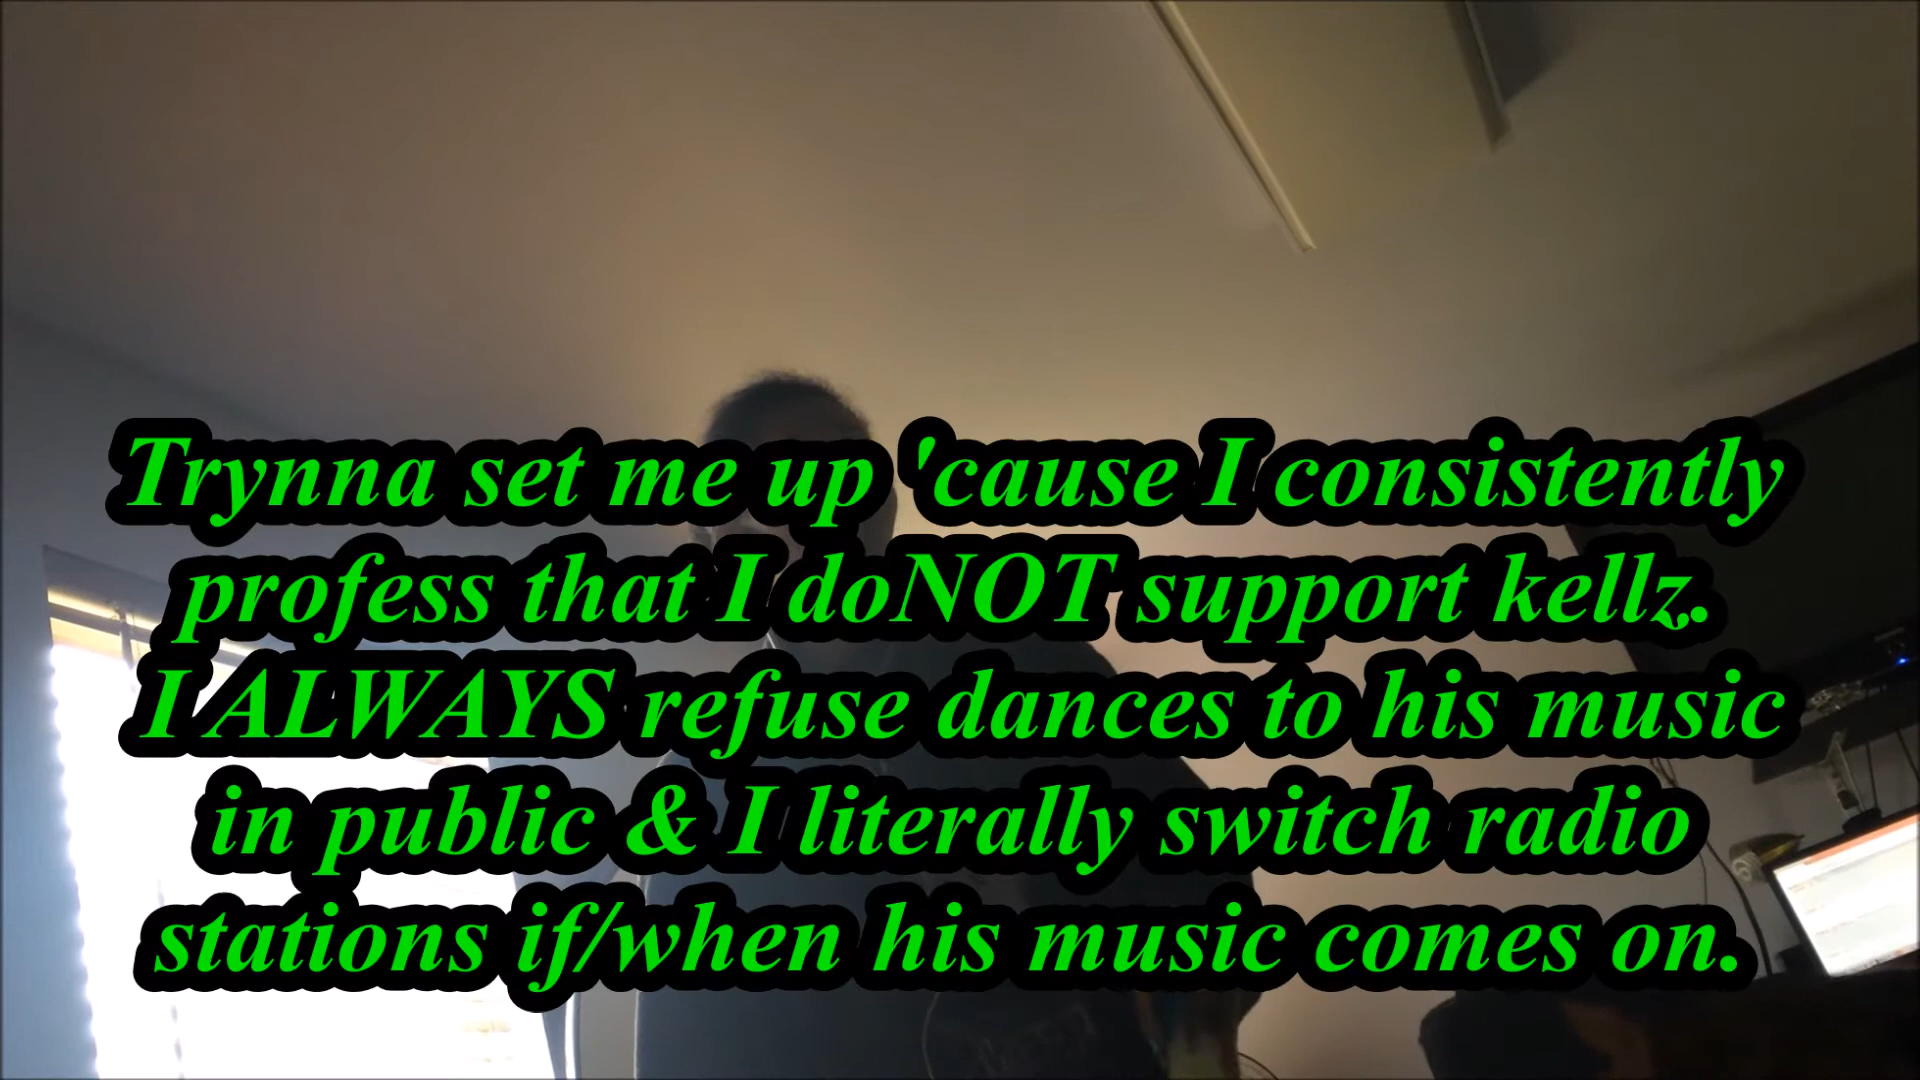 Trynna set me up 'cause I consistently
profess that I doNOT support kellz.
I ALWAYS refuse dances to his music
in public & I literally switch radio
stations if/when his music comes on.